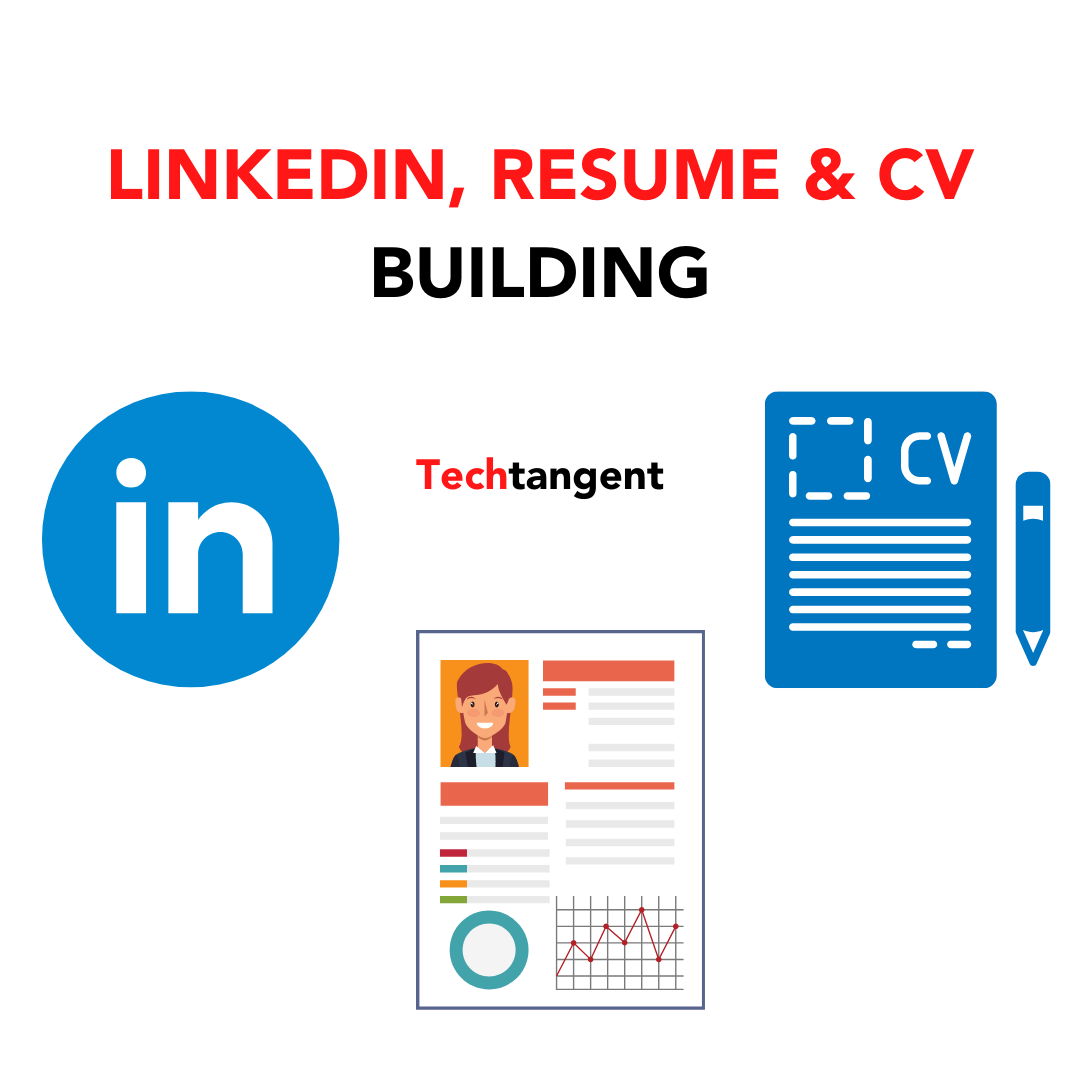 LINKEDIN, RESUME & CV
BUILDING
in
Techtangent
CV